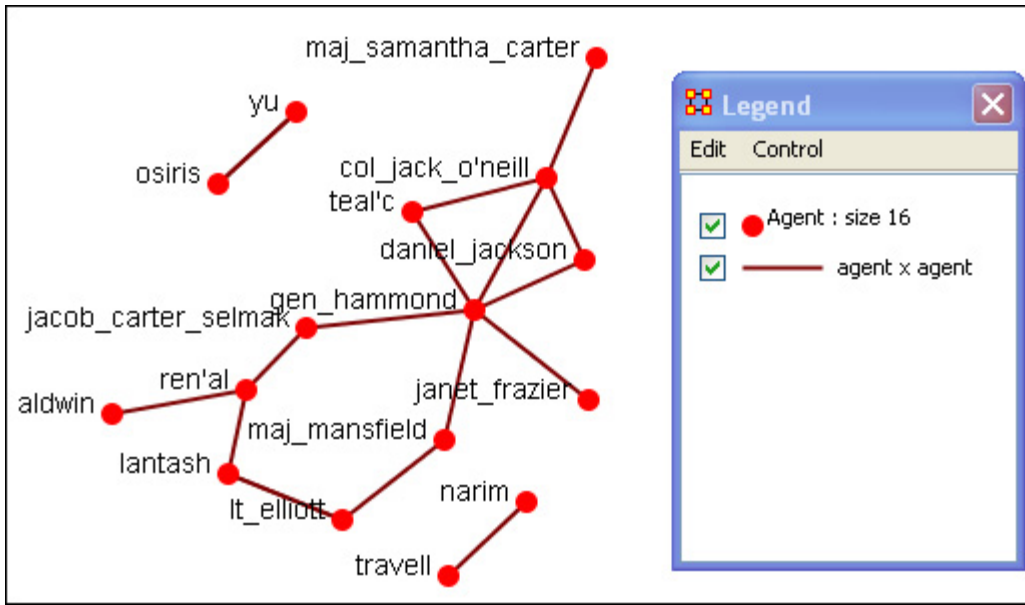 maj_samantha_carter
yu
osiris
col_jack_o'neill
teal'c
daniel_jackson
gen_hammond
jacob_carter_selmak
ren'al
aldwin
janet_frazier
maj_mansfield
lantash
lt_elliott
narim
travell
Legend
Edit Control
Agent : size 16
agent x agent